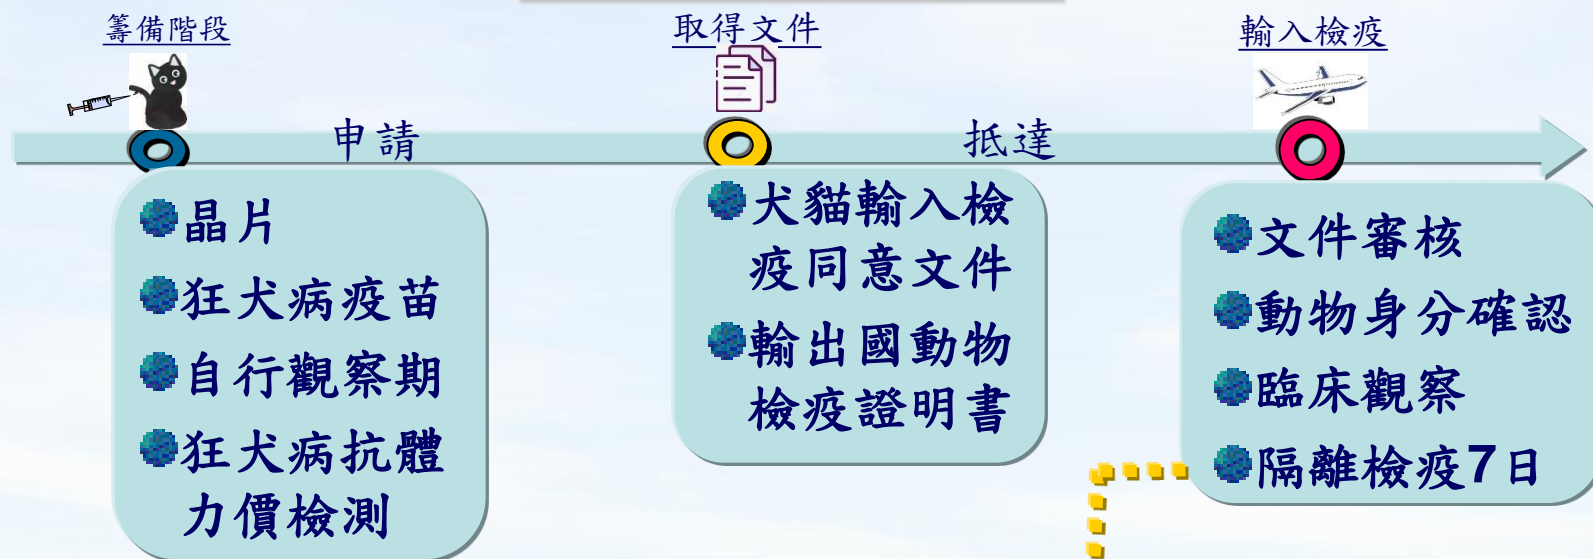 籌備階段
取得文件
輸入檢疫
申請
抵達
晶片
狂犬病疫苗
自行觀察期
狂犬病抗體
力價檢測
犬貓輸入檢
疫同意文件
輸出國動物
檢疫證明書
文件審核
動物身分確認
臨床觀察
隔離檢疫7日